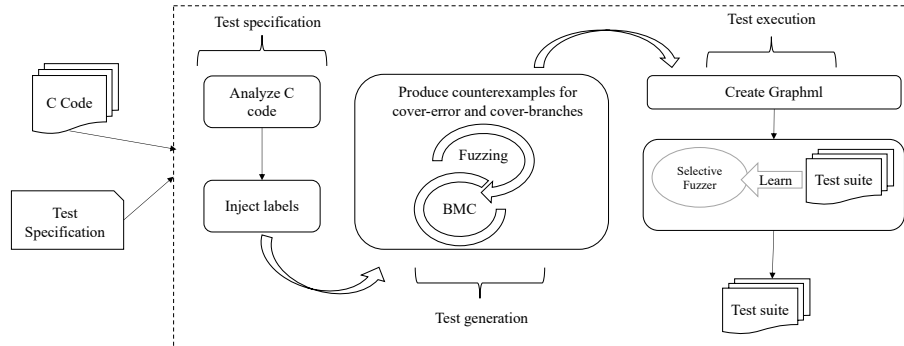 Test specification
Test execution
C Code
Analyze C
code
Produce counterexamples for
cover-error and cover-branches
Create Graphml
Fuzzing
Selective
Fuzzer
Learn
Test suite
Test
Specification
Inject labels
BMC
Test generation
Test suite